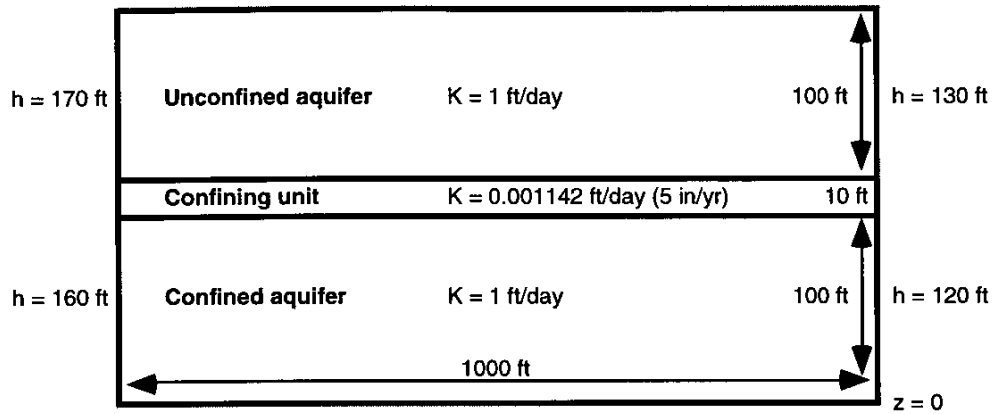 h = 170 ft Unconfined aquifer K = 1 ft/day 100 ft h = 130 ft
Confining unit K = 0.001142 ft/day (5 in/yr) 10 ft
h = 160 ft Confined aquifer K = 1 ft/day 100 ft h = 120 ft
1000 ft
z = 0